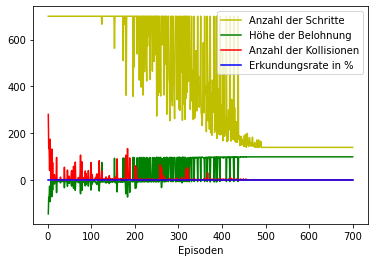 Anzahl der Schritte
Höhe der Belohnung
Anzahl der Kollisionen
Erkundungsrate in %
600
400
200
0
0 100 200 300 400 500 600 700
Episoden